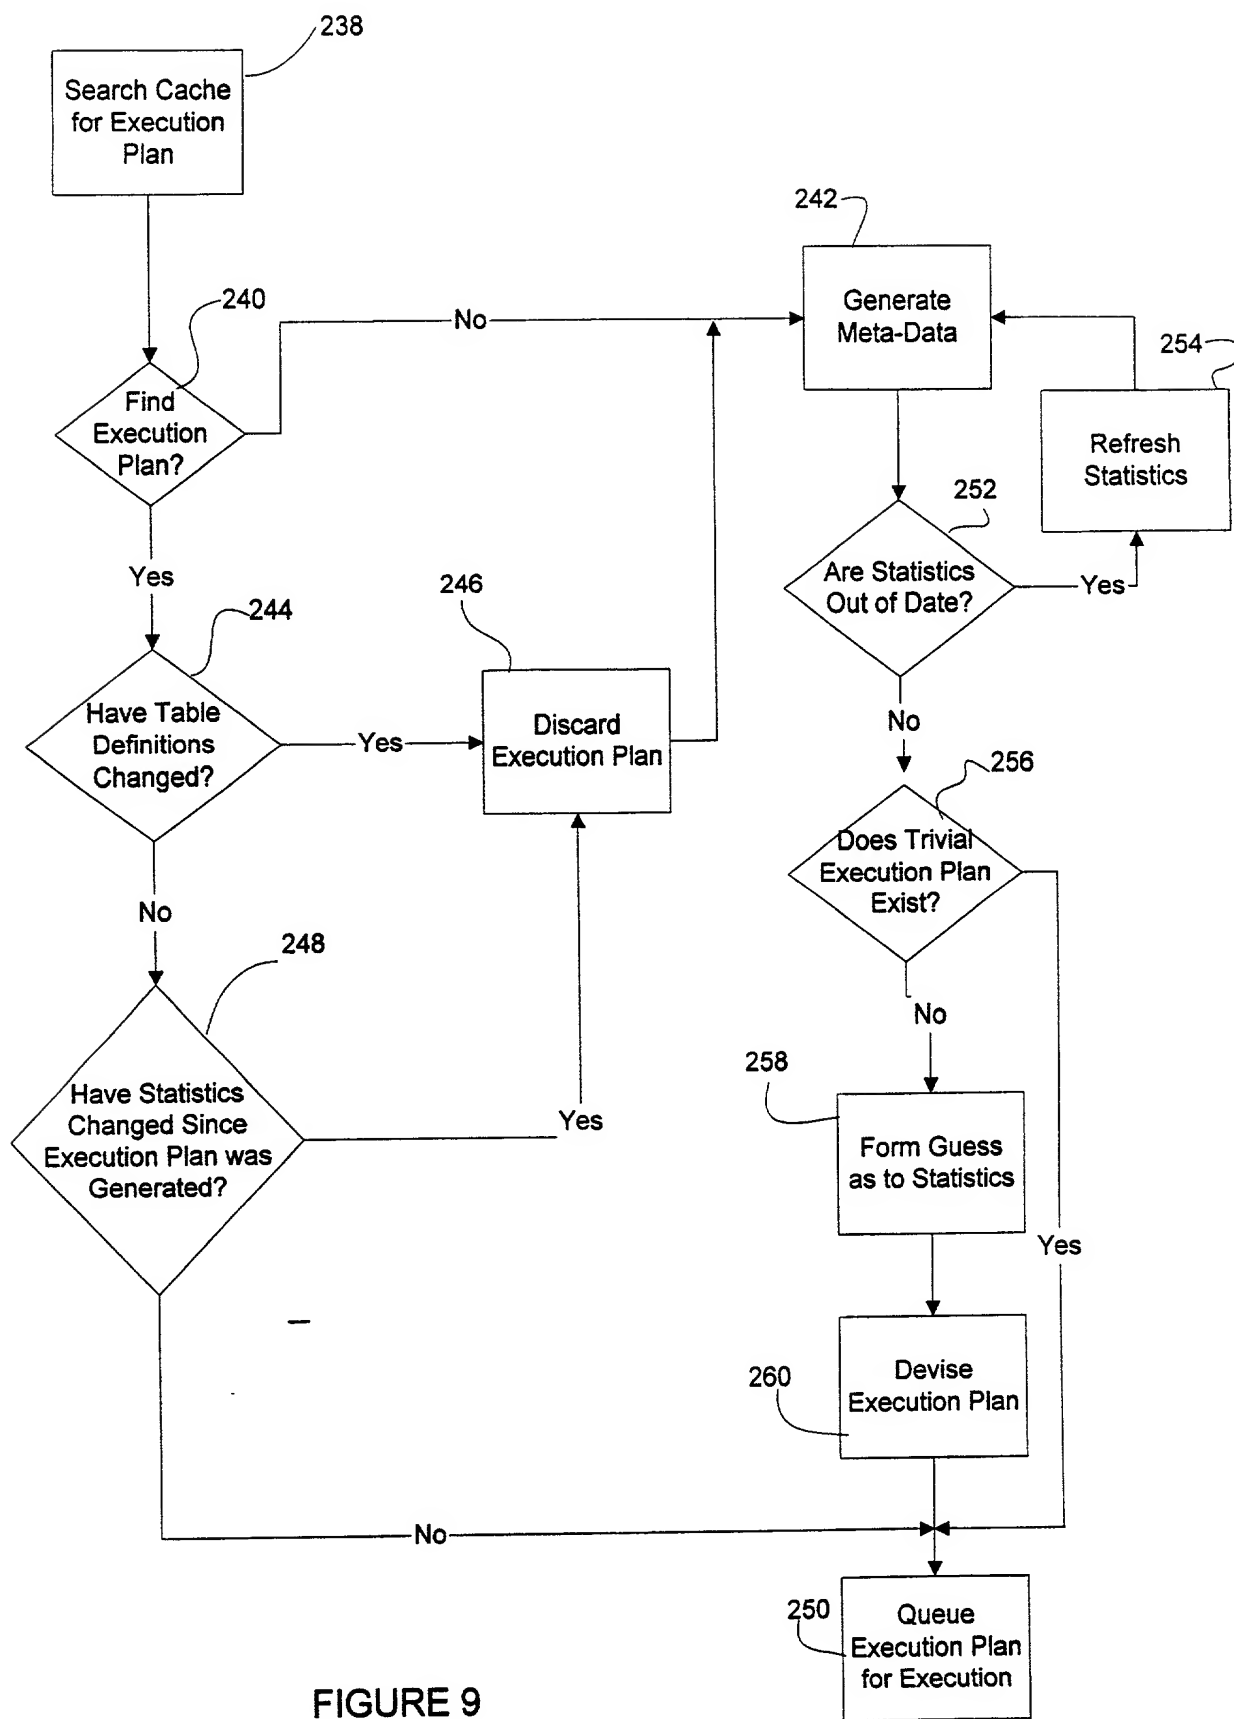 238
Search Cache
for Execution
Plan
240
Find
Execution
Plan?
No
Yes
242
Generate
Meta-Data
254
Refresh
Statistics
252
Are Statistics
Out of Date?
Yes
No
244
Have Table
Definitions
Changed?
Yes
No
246
Discard
Execution Plan
256
Does Trivial
Execution Plan
Exist?
No
Yes
248
Have Statistics
Changed Since
Execution Plan was
Generated?
Yes
No
258
Form Guess
as to Statistics
260
Devise
Execution Plan
250
Queue
Execution Plan
for Execution
FIGURE 9